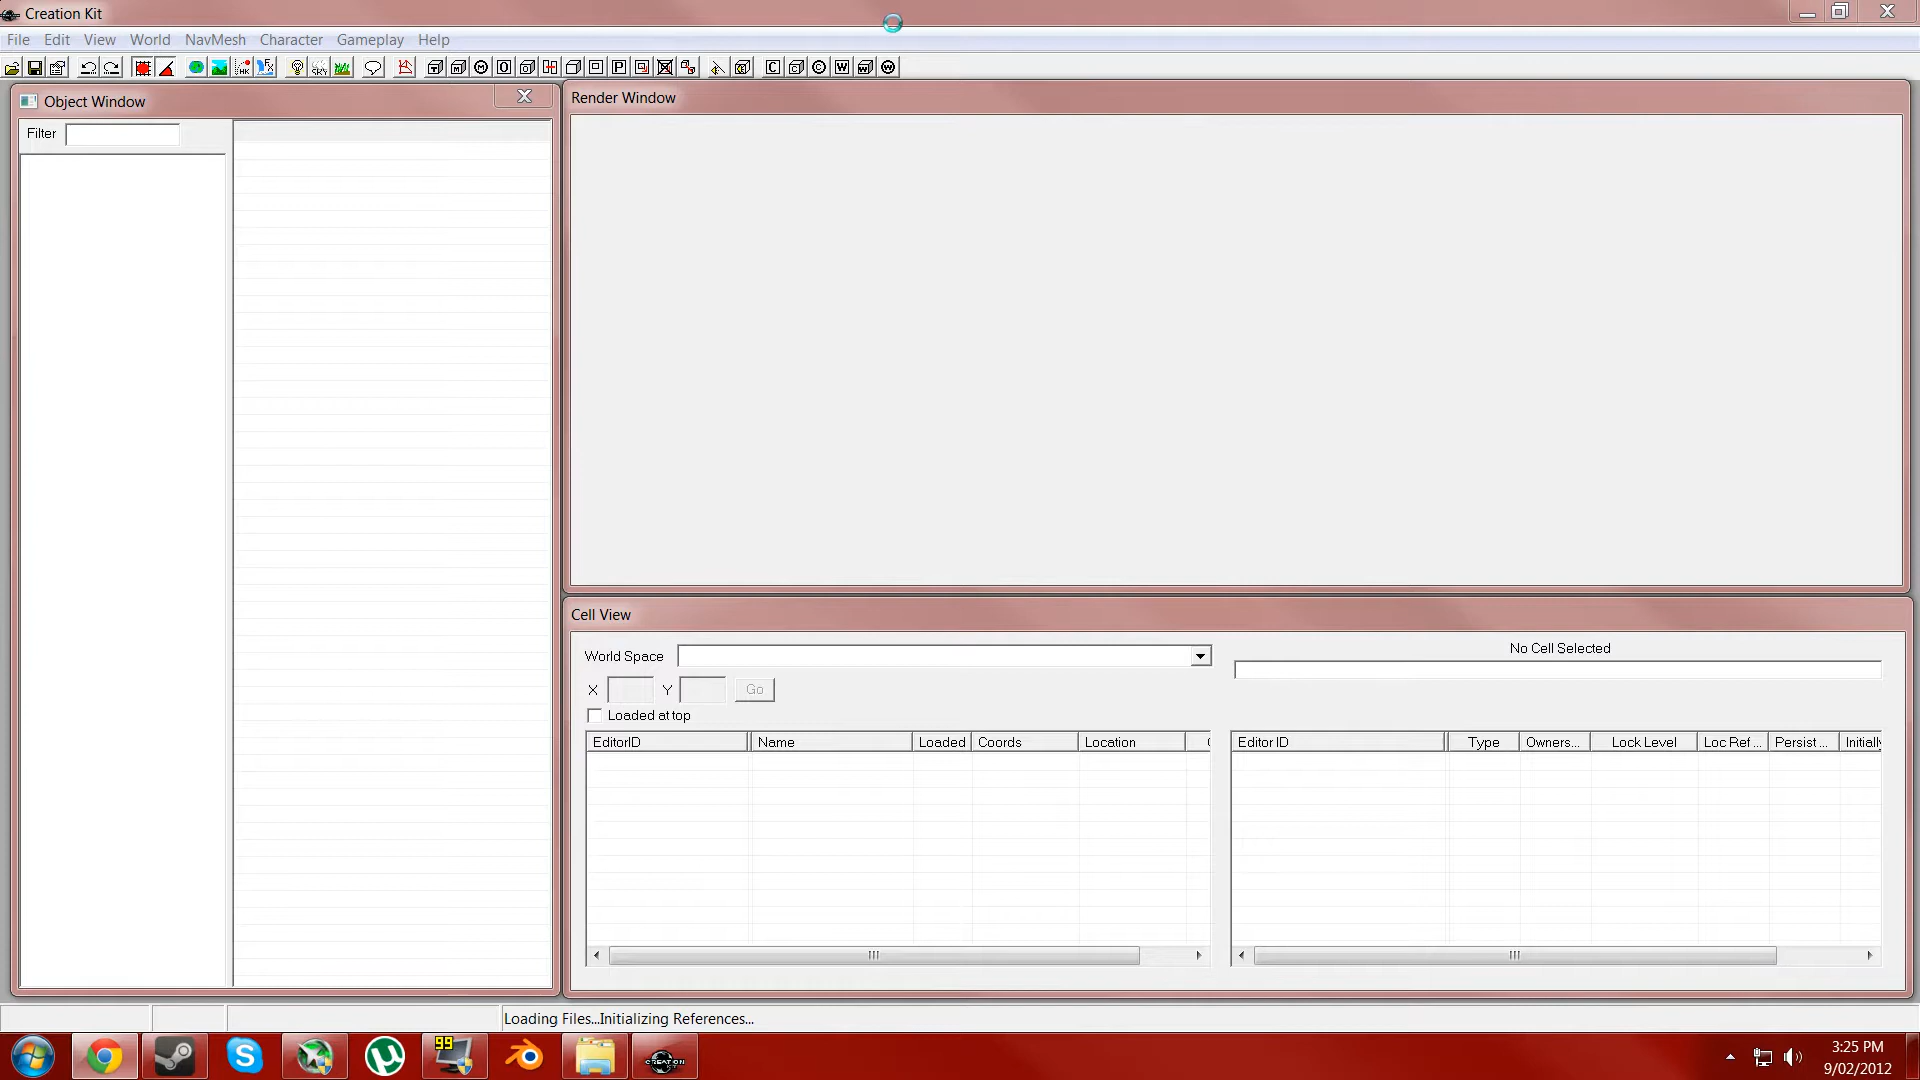 Creation Kit
File Edit View World NavMesh Character Gameplay Help
Object Window
Filter
Render Window
Cell View
World Space
No Cell Selected
X Y Go
Loaded at top
EditorID Name Loaded Coords Location
Editor ID Type Owners... Lock Level Loc Ref ... Persist ... Initially
Loading Files...Initializing References...
99
CREATION
3:25 PM
9/02/2012